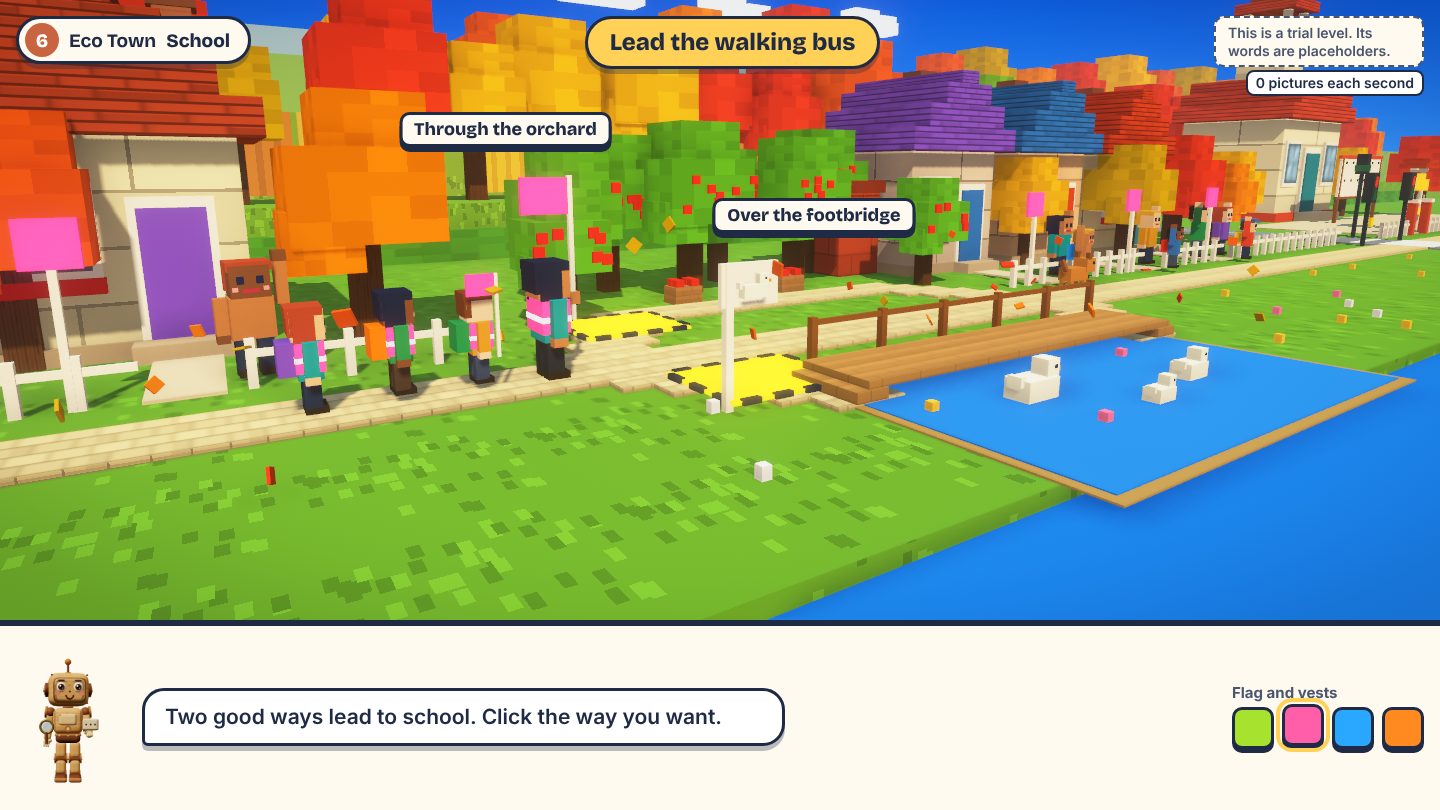 6 Eco Town School
Lead the walking bus
This is a trial level. Its
words are placeholders.
0 pictures each second
Through the orchard
Over the footbridge
Two good ways lead to school. Click the way you want.
Flag and vests